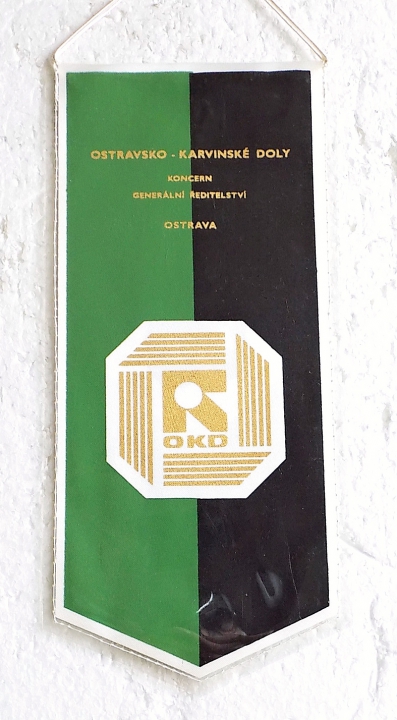 OSTRAVSKO - KARVINSKÉ DOLY
KONCERN
GENERÁLNÍ ŘEDITELSTVÍ
OSTRAVA
OKD